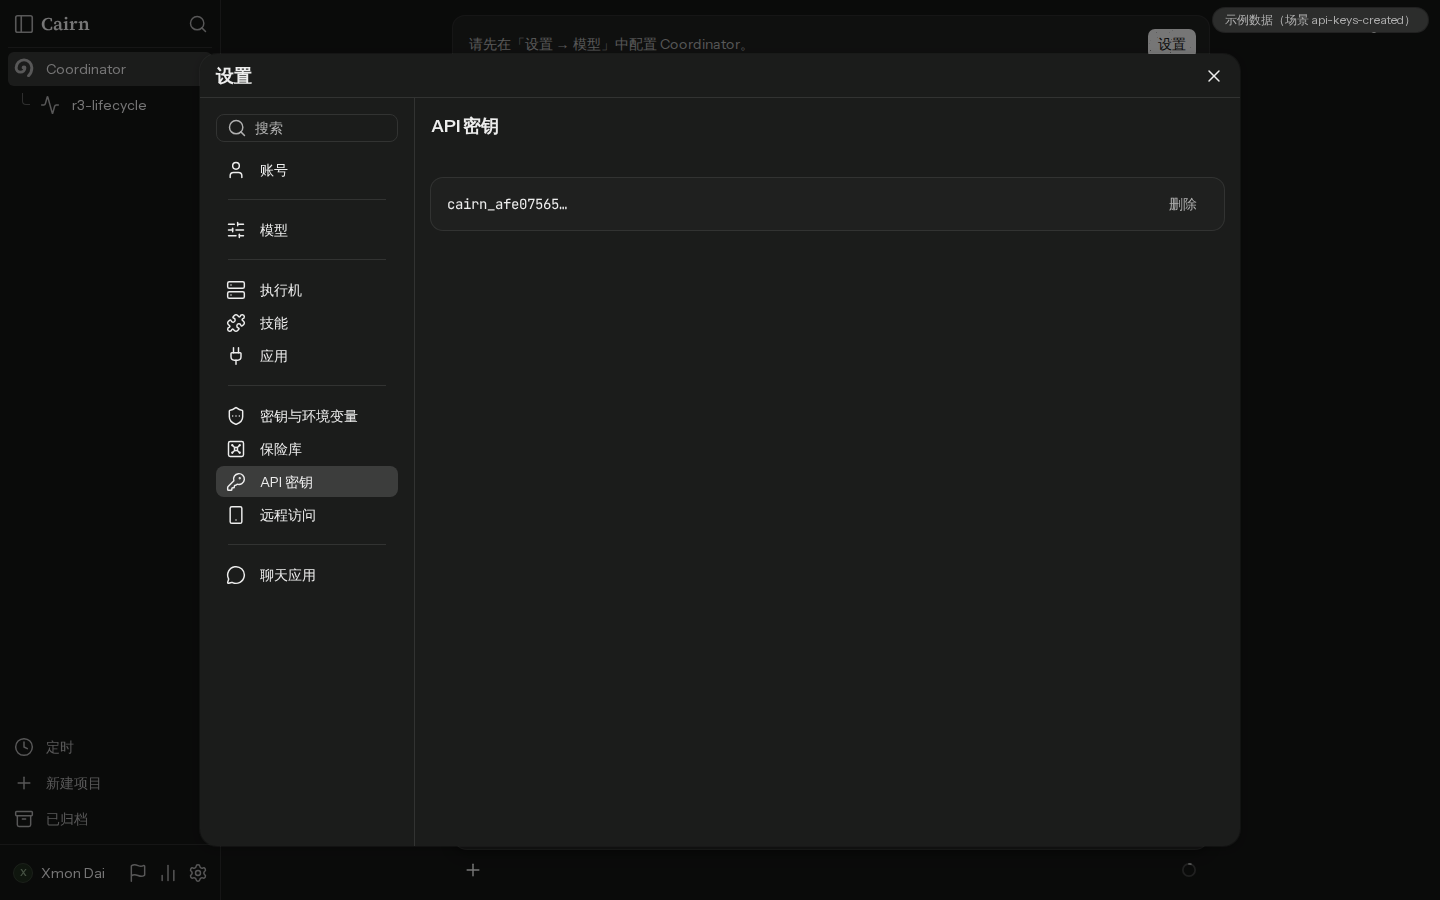 Cairn
Coordinator
r3-lifecycle
请先在「设置 → 模型」中配置 Coordinator。
设置
示例数据（场景 api-keys-created）
设置
搜索
账号
模型
执行机
技能
应用
密钥与环境变量
保险库
API 密钥
远程访问
聊天应用
API 密钥
cairn_afe07565…
删除
定时
新建项目
已归档
X
Xmon Dai